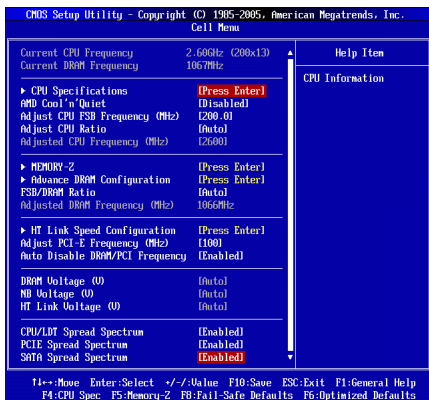 CMOS Setup Utility - Copyright (C) 1985-2005, American Megatrends, Inc.
Cell Menu
Current CPU Frequency 2.60GHz (200x13)
Current DRAM Frequency 1067MHz
Help Item
CPU Information
► CPU Specifications [Press Enter]
AMD Cool'n'Quiet [Disabled]
Adjust CPU FSB Frequency (MHz) [200.0]
Adjust CPU Ratio [Auto]
Adjusted CPU Frequency (MHz) [2600]
► MEMORY-Z [Press Enter]
► Advance DRAM Configuration [Press Enter]
FSB/DRAM Ratio [Auto]
Adjusted DRAM Frequency (MHz) 1066MHz
► HT Link Speed Configuration [Press Enter]
Adjust PCI-E Frequency (MHz) [100]
Auto Disable DRAM/PCI Frequency [Enabled]
DRAM Voltage (V) [Auto]
NB Voltage (V) [Auto]
HT Link Voltage (V) [Auto]
CPU/LDT Spread Spectrum [Enabled]
PCIE Spread Spectrum [Enabled]
SATA Spread Spectrum [Enabled]
↑↓←→:Move Enter:Select +/-/:Value F10:Save ESC:Exit F1:General Help
F4:CPU Spec F5:Memory-Z F8:Fail-Safe Defaults F6:Optimized Defaults